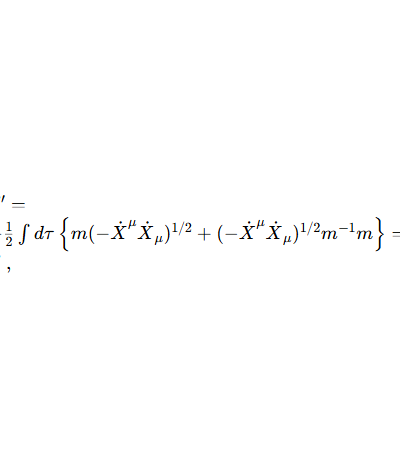 ′ =
½ ∫ dτ {m(−Ẋ^μ Ẋ_μ)^{1/2} + (−Ẋ^μ Ẋ_μ)^{1/2} m^{−1} m} =
,